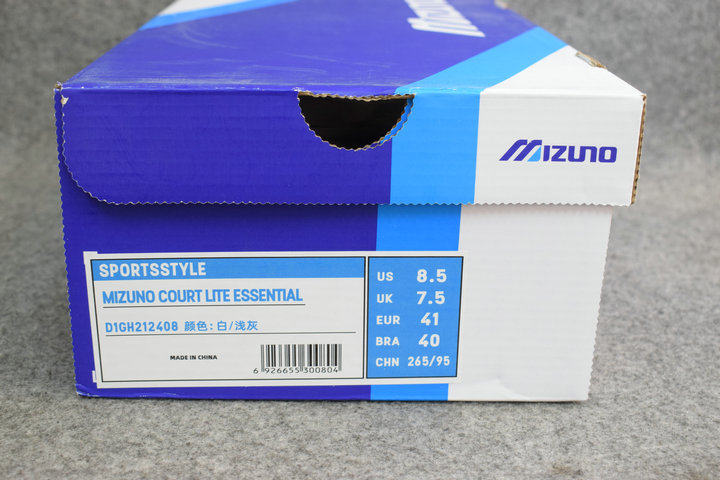 MIZUNO
SPORTSSTYLE
MIZUNO COURT LITE ESSENTIAL
D1GH212408 颜色: 白/浅灰
MADE IN CHINA
6 926655 300804
US 8.5
UK 7.5
EUR 41
BRA 40
CHN 265/95